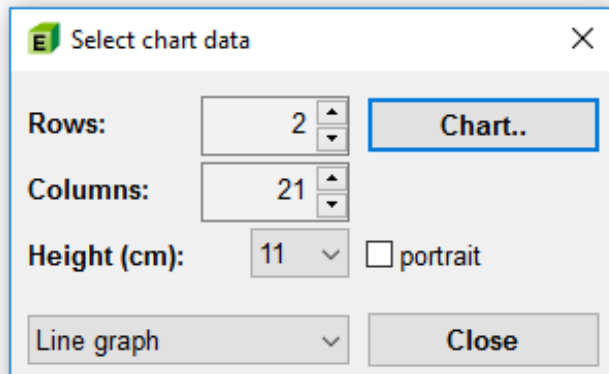 E Select chart data
Rows: 2 Chart..
Columns: 21
Height (cm): 11 portrait
Line graph Close